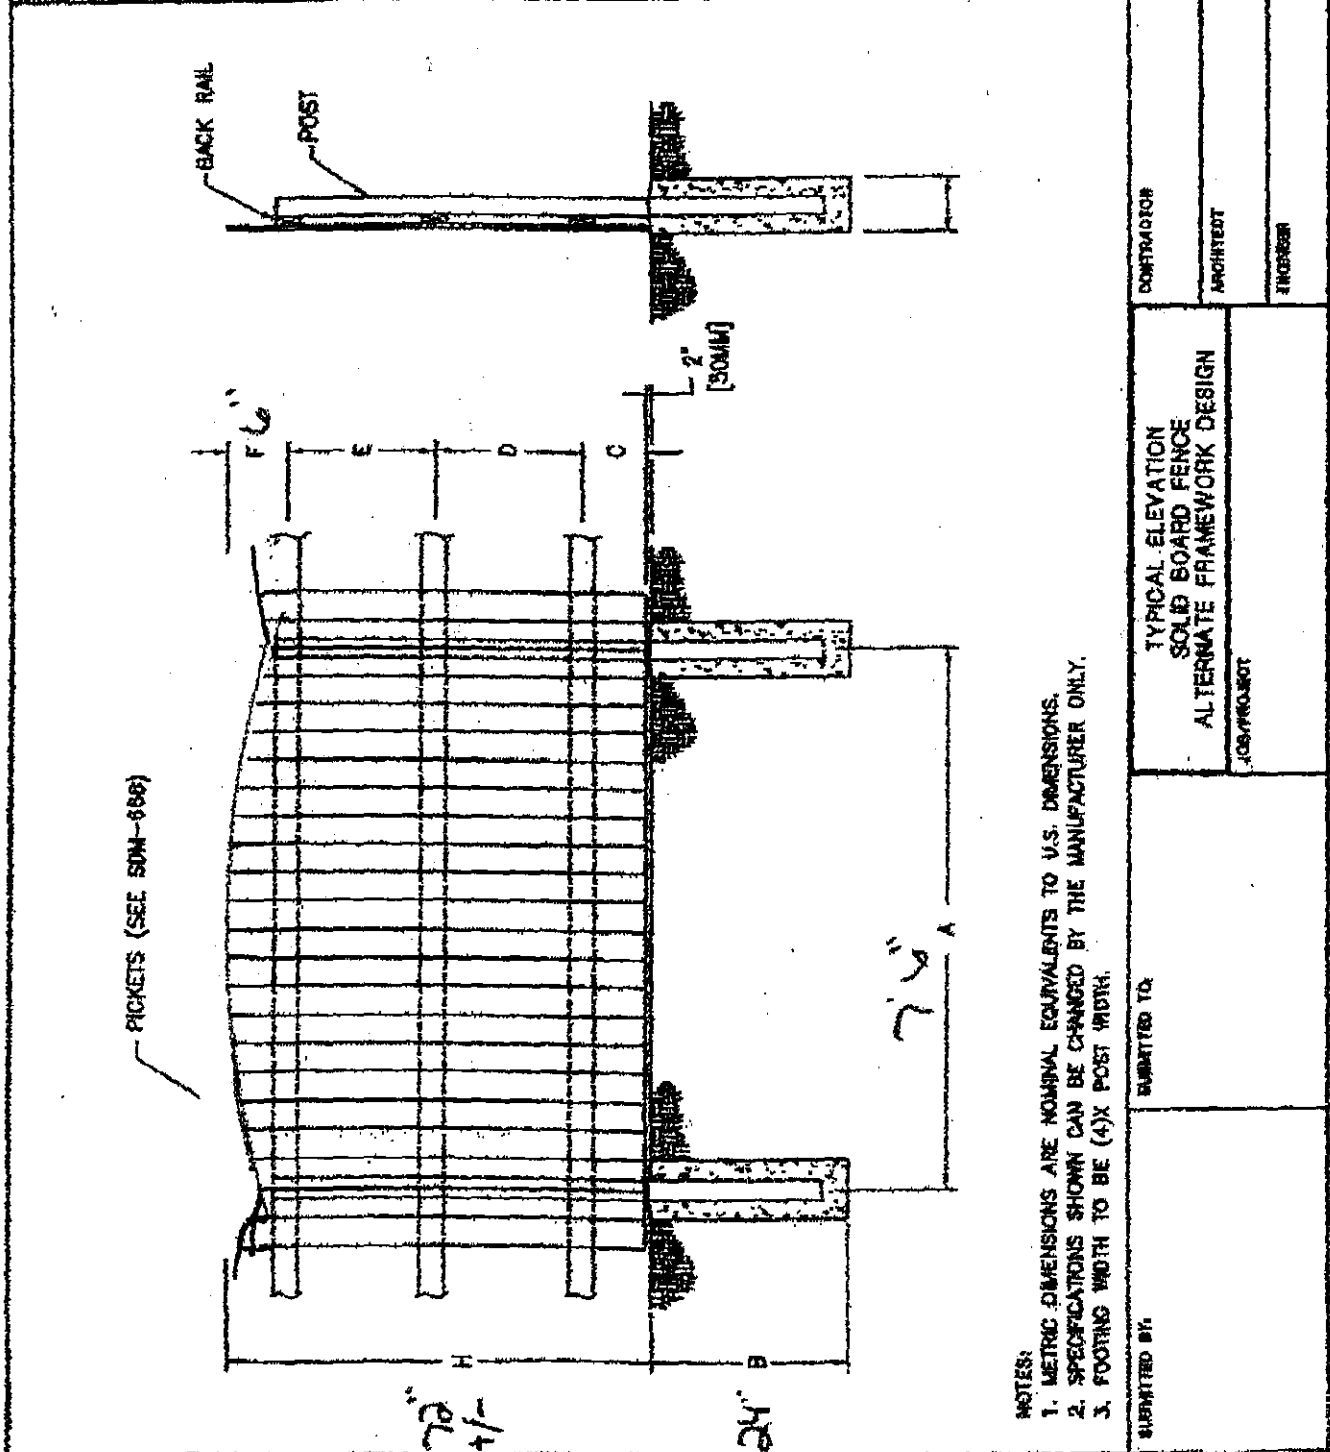 PICKETS (SEE SDM-668)
BACK RAIL
POST
F 6"
E
D
C
2"
[50MM]
H
72"
+/-
B
24"
A
7'6"
NOTES:
1. METRIC DIMENSIONS ARE NOMINAL EQUIVALENTS TO U.S. DIMENSIONS.
2. SPECIFICATIONS SHOWN CAN BE CHANGED BY THE MANUFACTURER ONLY.
3. FOOTING WIDTH TO BE (4)X POST WIDTH.
SUBMITTED BY:
SUBMITTED TO:
TYPICAL ELEVATION
SOLID BOARD FENCE
ALTERNATE FRAMEWORK DESIGN
JOB/PROJECT
CONTRACTOR
ARCHITECT
ENGINEER